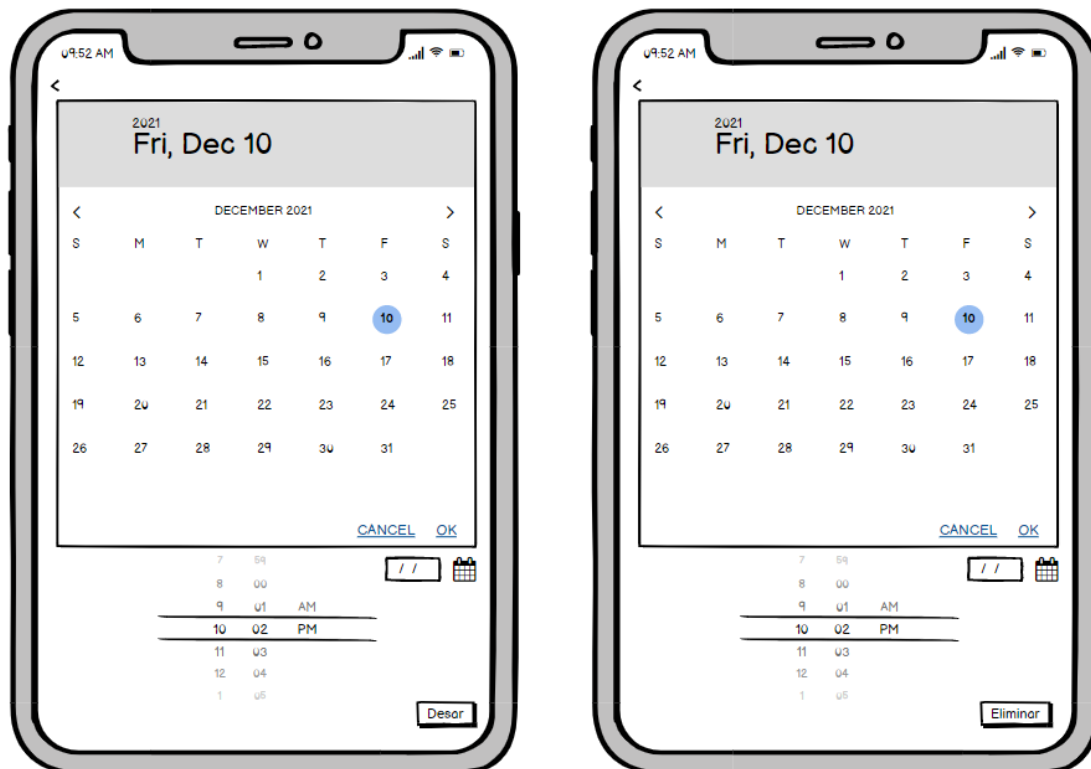 09:52 AM
<
2021
Fri, Dec 10
< DECEMBER 2021 >
S M T W T F S
1 2 3 4
5 6 7 8 9 10 11
12 13 14 15 16 17 18
19 20 21 22 23 24 25
26 27 28 29 30 31
CANCEL OK
7 59
/ /
8 00
9 01 AM
10 02 PM
11 03
12 04
1 05
Desar
09:52 AM
<
2021
Fri, Dec 10
< DECEMBER 2021 >
S M T W T F S
1 2 3 4
5 6 7 8 9 10 11
12 13 14 15 16 17 18
19 20 21 22 23 24 25
26 27 28 29 30 31
CANCEL OK
7 59
/ /
8 00
9 01 AM
10 02 PM
11 03
12 04
1 05
Eliminar